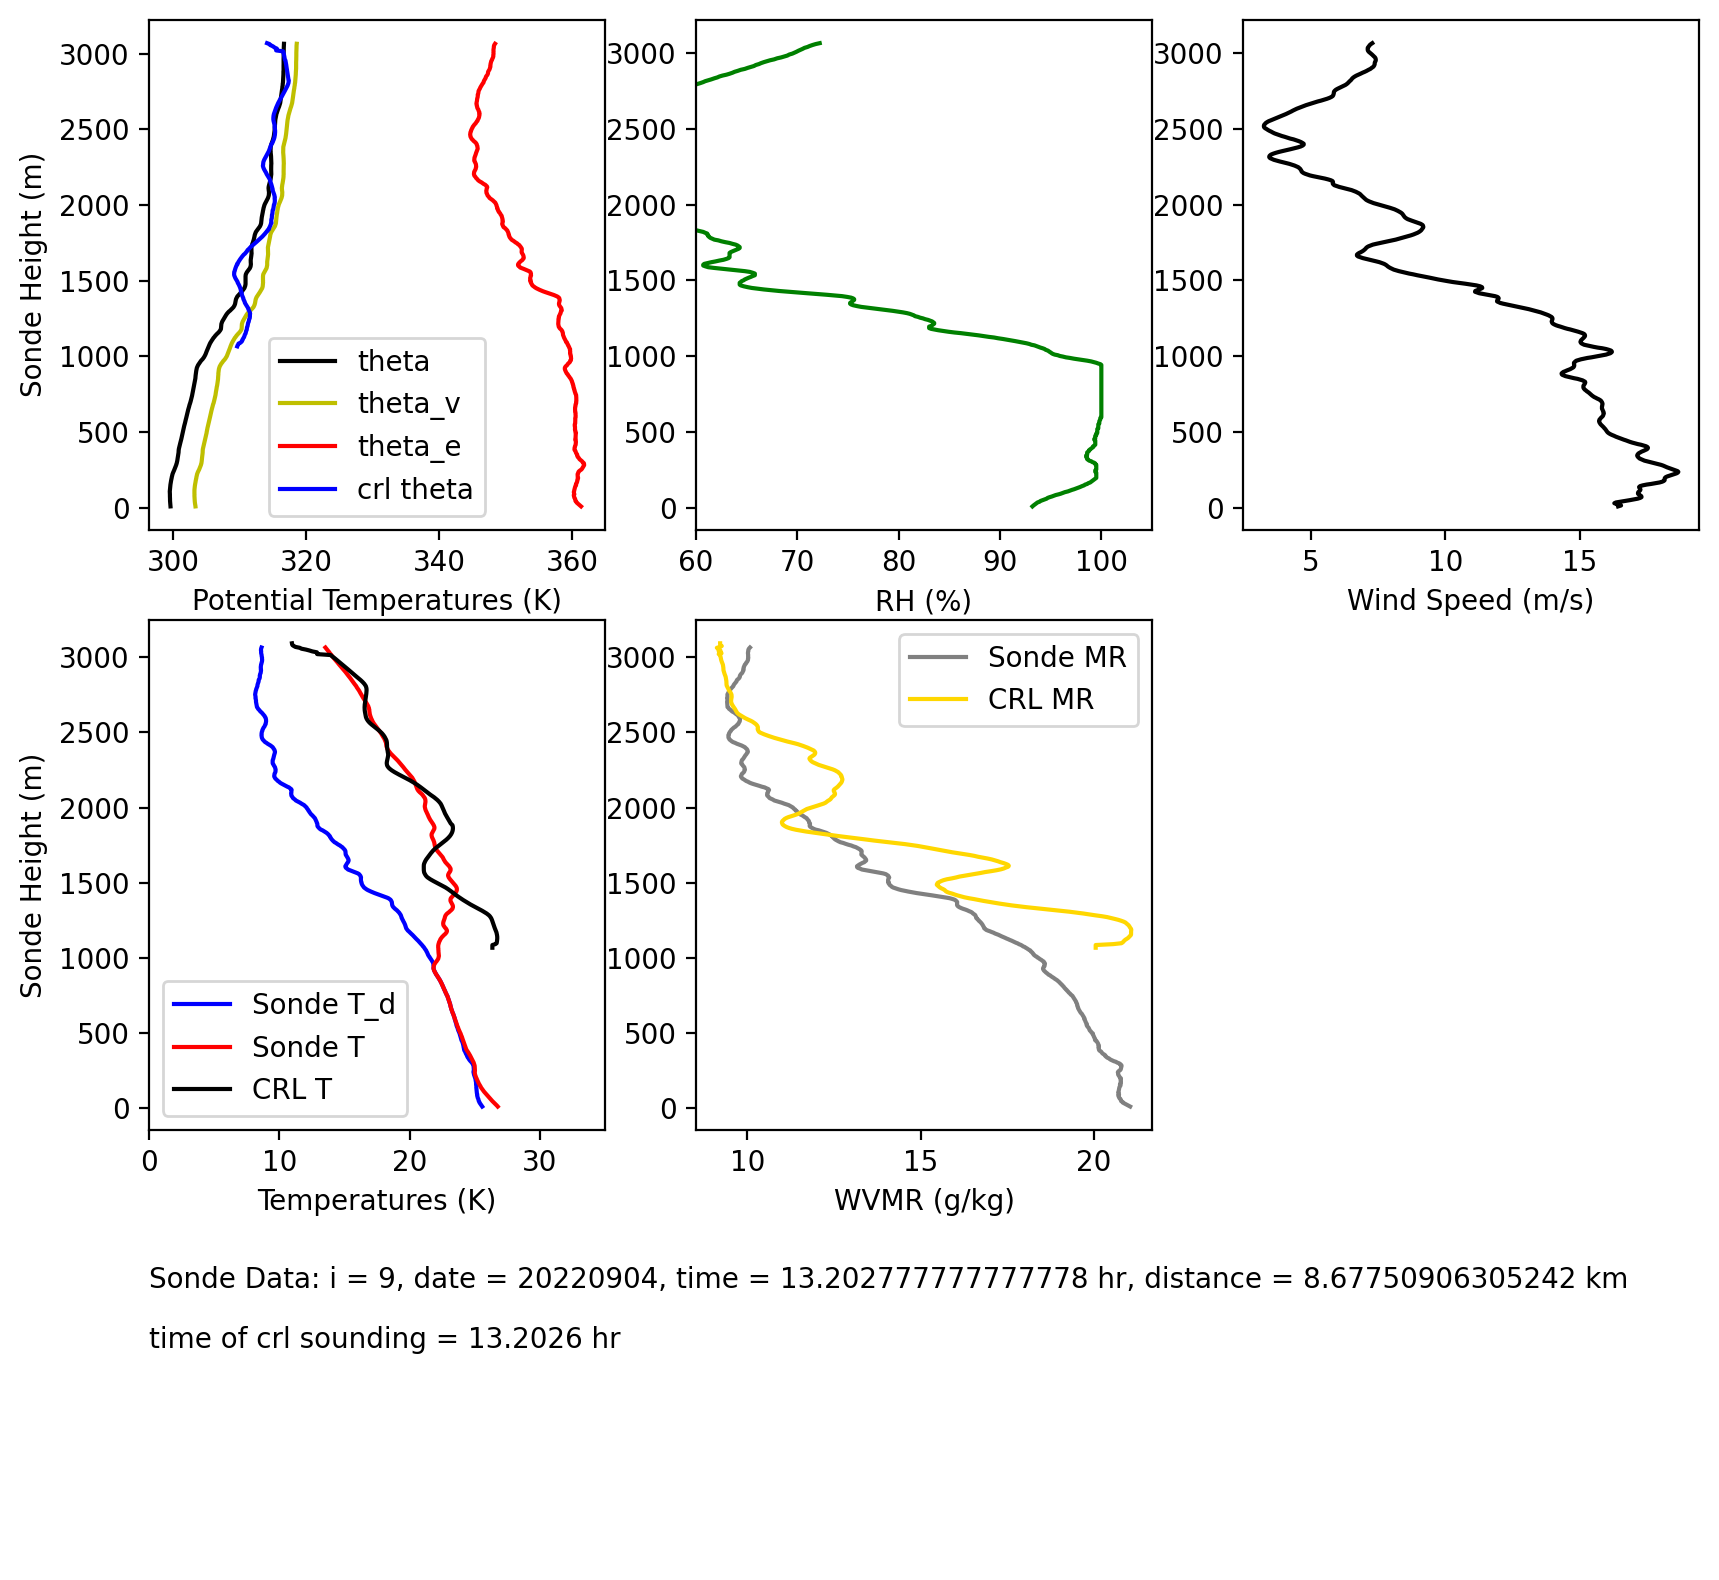 3000
2500
2000
1500
1000
500
0
Sonde Height (m)
300 320 340 360
Potential Temperatures (K)
theta
theta_v
theta_e
crl theta
3000
2500
2000
1500
1000
500
0
60 70 80 90 100
RH (%)
3000
2500
2000
1500
1000
500
0
5 10 15
Wind Speed (m/s)
3000
2500
2000
1500
1000
500
0
Sonde Height (m)
0 10 20 30
Temperatures (K)
Sonde T_d
Sonde T
CRL T
3000
2500
2000
1500
1000
500
0
10 15 20
WVMR (g/kg)
Sonde MR
CRL MR
Sonde Data: i = 9, date = 20220904, time = 13.202777777777778 hr, distance = 8.67750906305242 km
time of crl sounding = 13.2026 hr